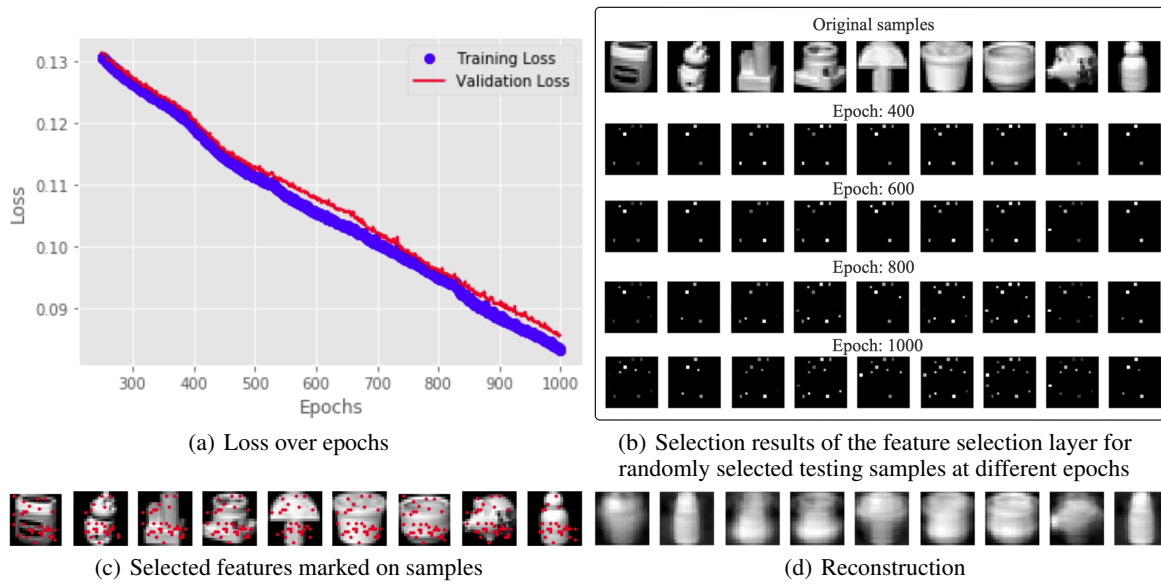 0.13
0.12
0.11
0.10
0.09
Loss
Training Loss
Validation Loss
300 400 500 600 700 800 900 1000
Epochs
(a) Loss over epochs
Original samples
Epoch: 400
Epoch: 600
Epoch: 800
Epoch: 1000
(b) Selection results of the feature selection layer for
randomly selected testing samples at different epochs
(c) Selected features marked on samples
(d) Reconstruction